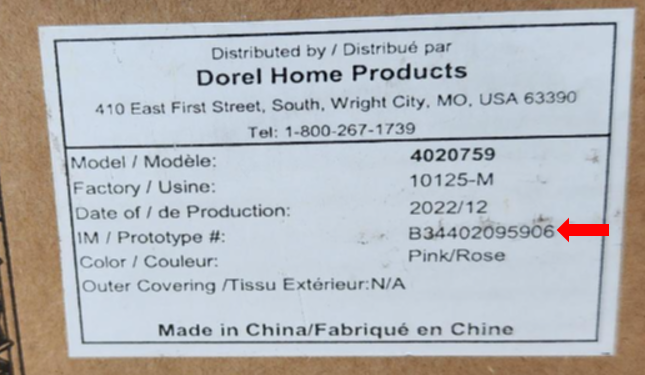 Distributed by / Distribué par
Dorel Home Products
410 East First Street, South, Wright City, MO, USA 63390
Tel: 1-800-267-1739
Model / Modèle: 4020759
Factory / Usine: 10125-M
Date of / de Production: 2022/12
IM / Prototype #: B34402095906
Color / Couleur: Pink/Rose
Outer Covering /Tissu Extérieur:N/A
Made in China/Fabriqué en Chine